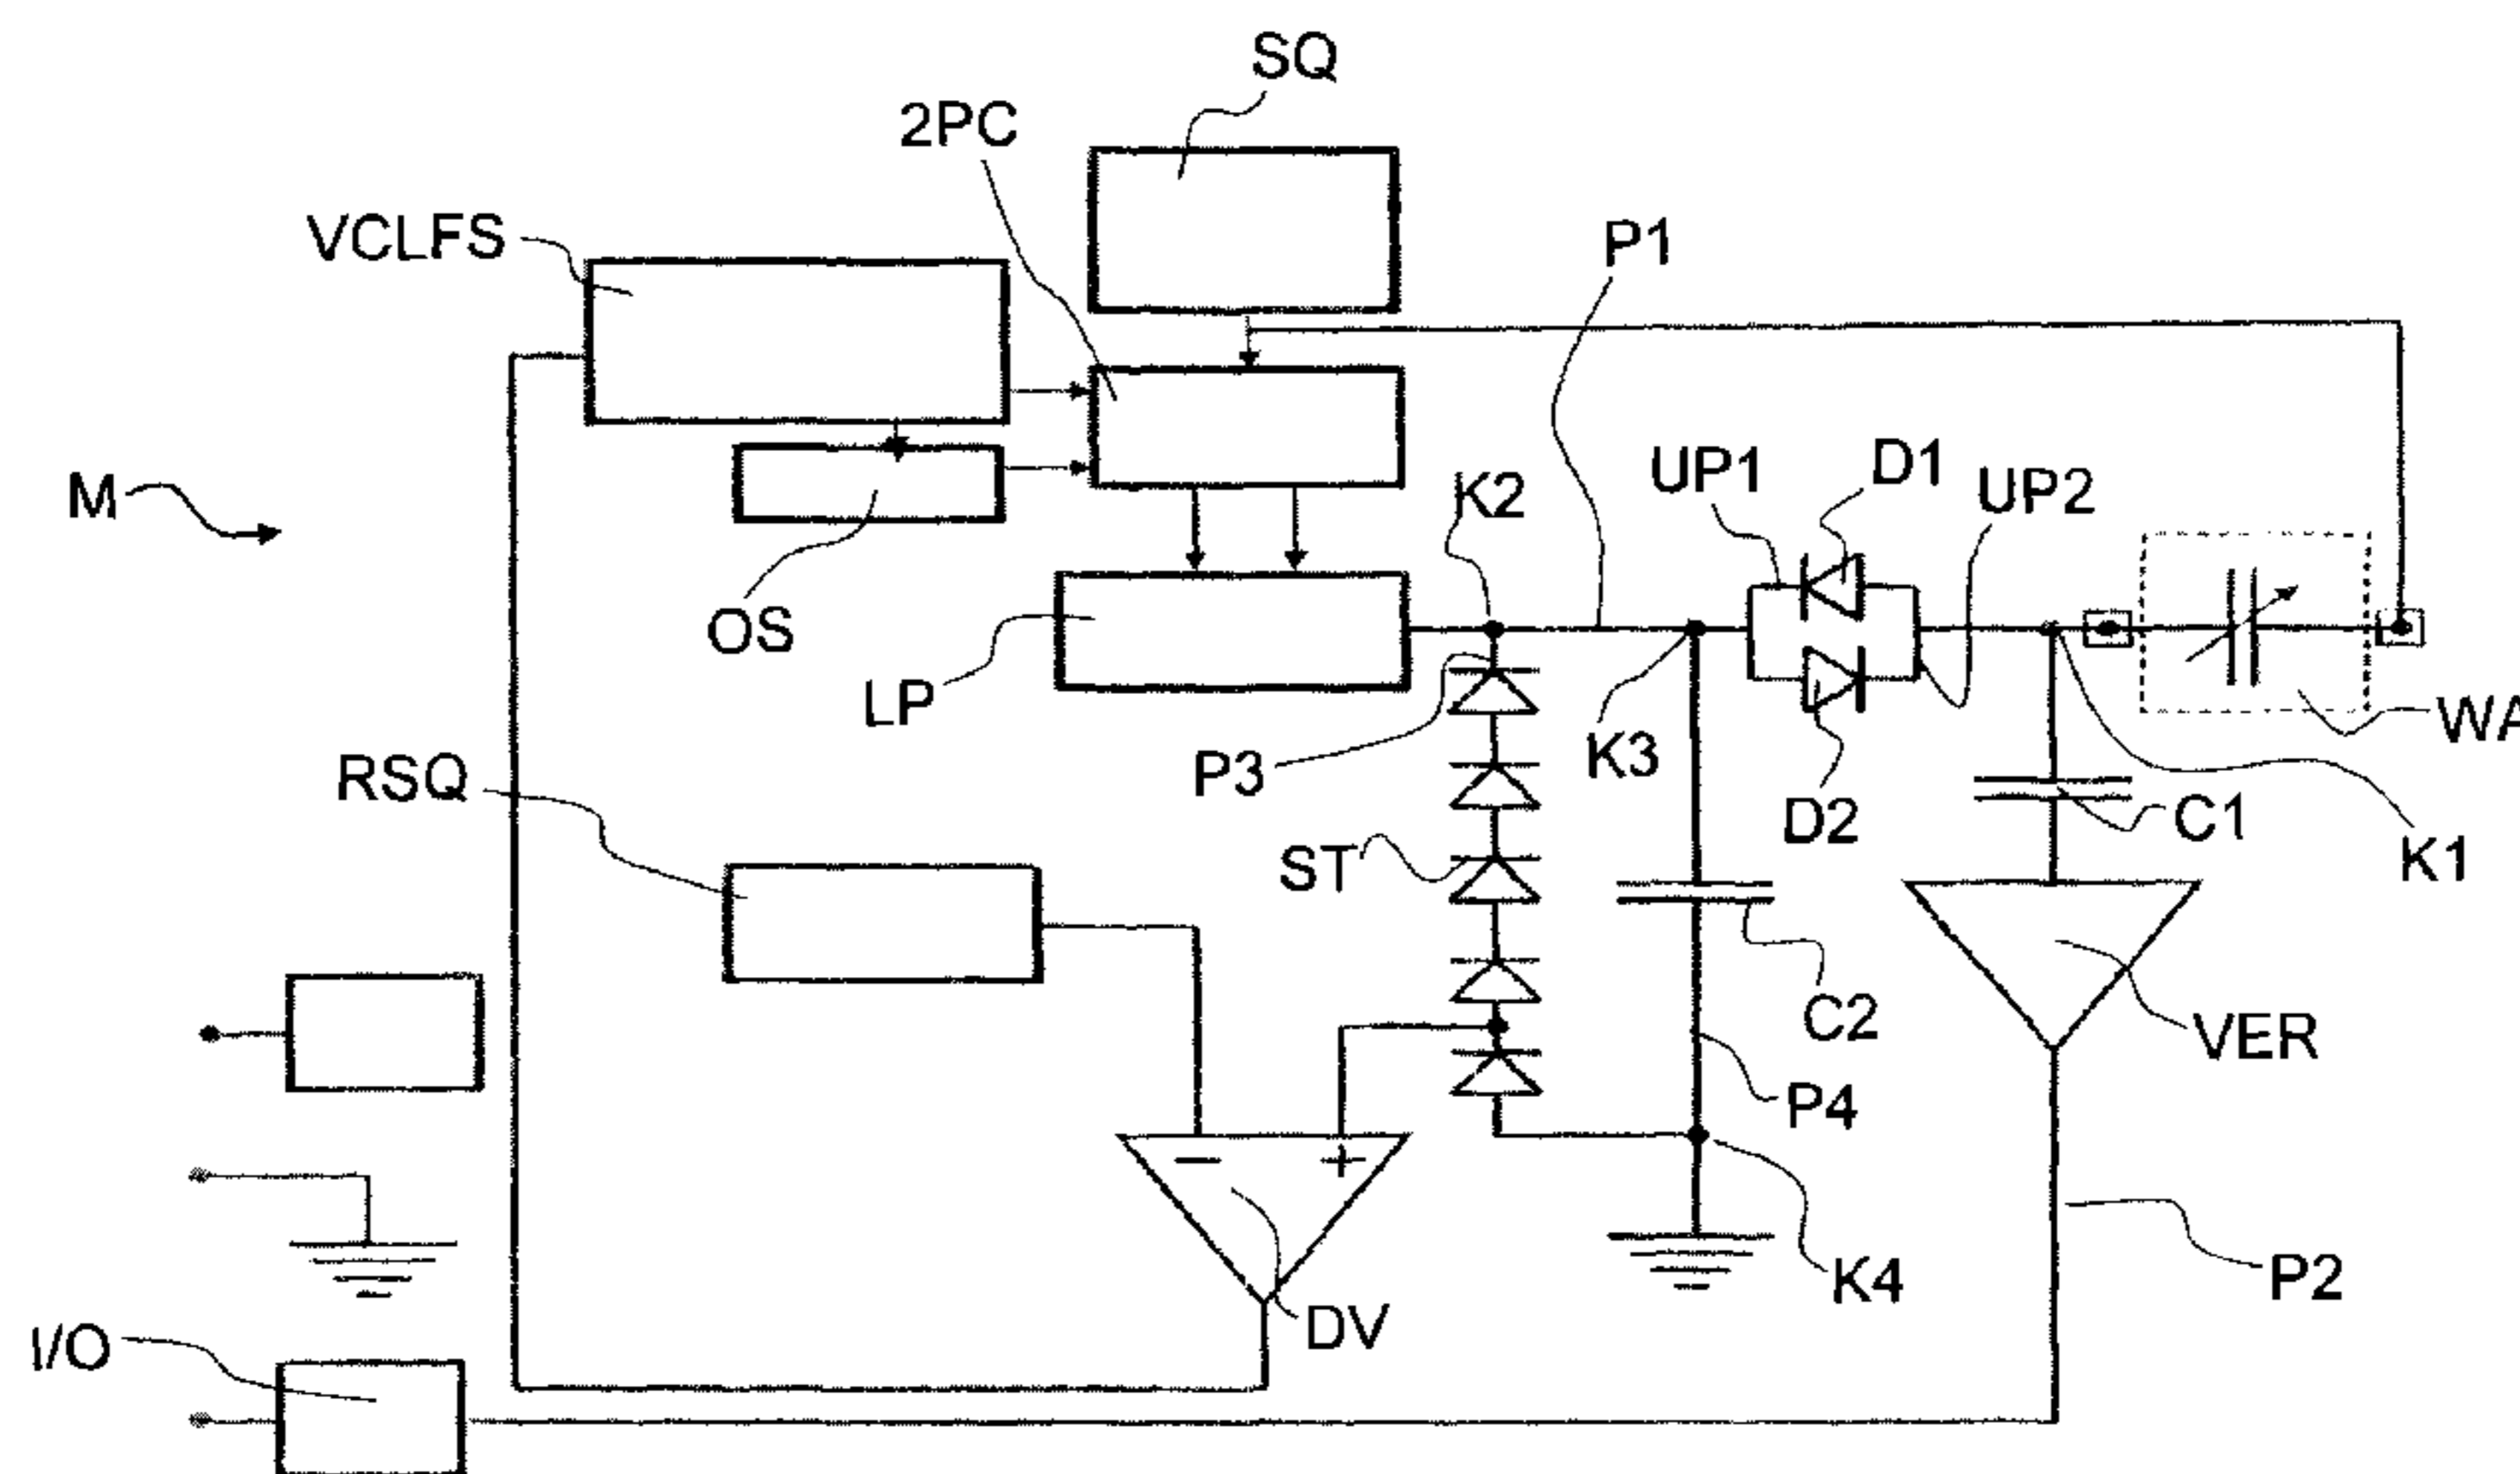 SQ
2PC
VCLFS
P1
M
K2
UP1
D1
UP2
OS
LP
P3
K3
WA
RSQ
D2
C1
ST
K1
C2
VER
P4
−
+
K4
P2
DV
I/O